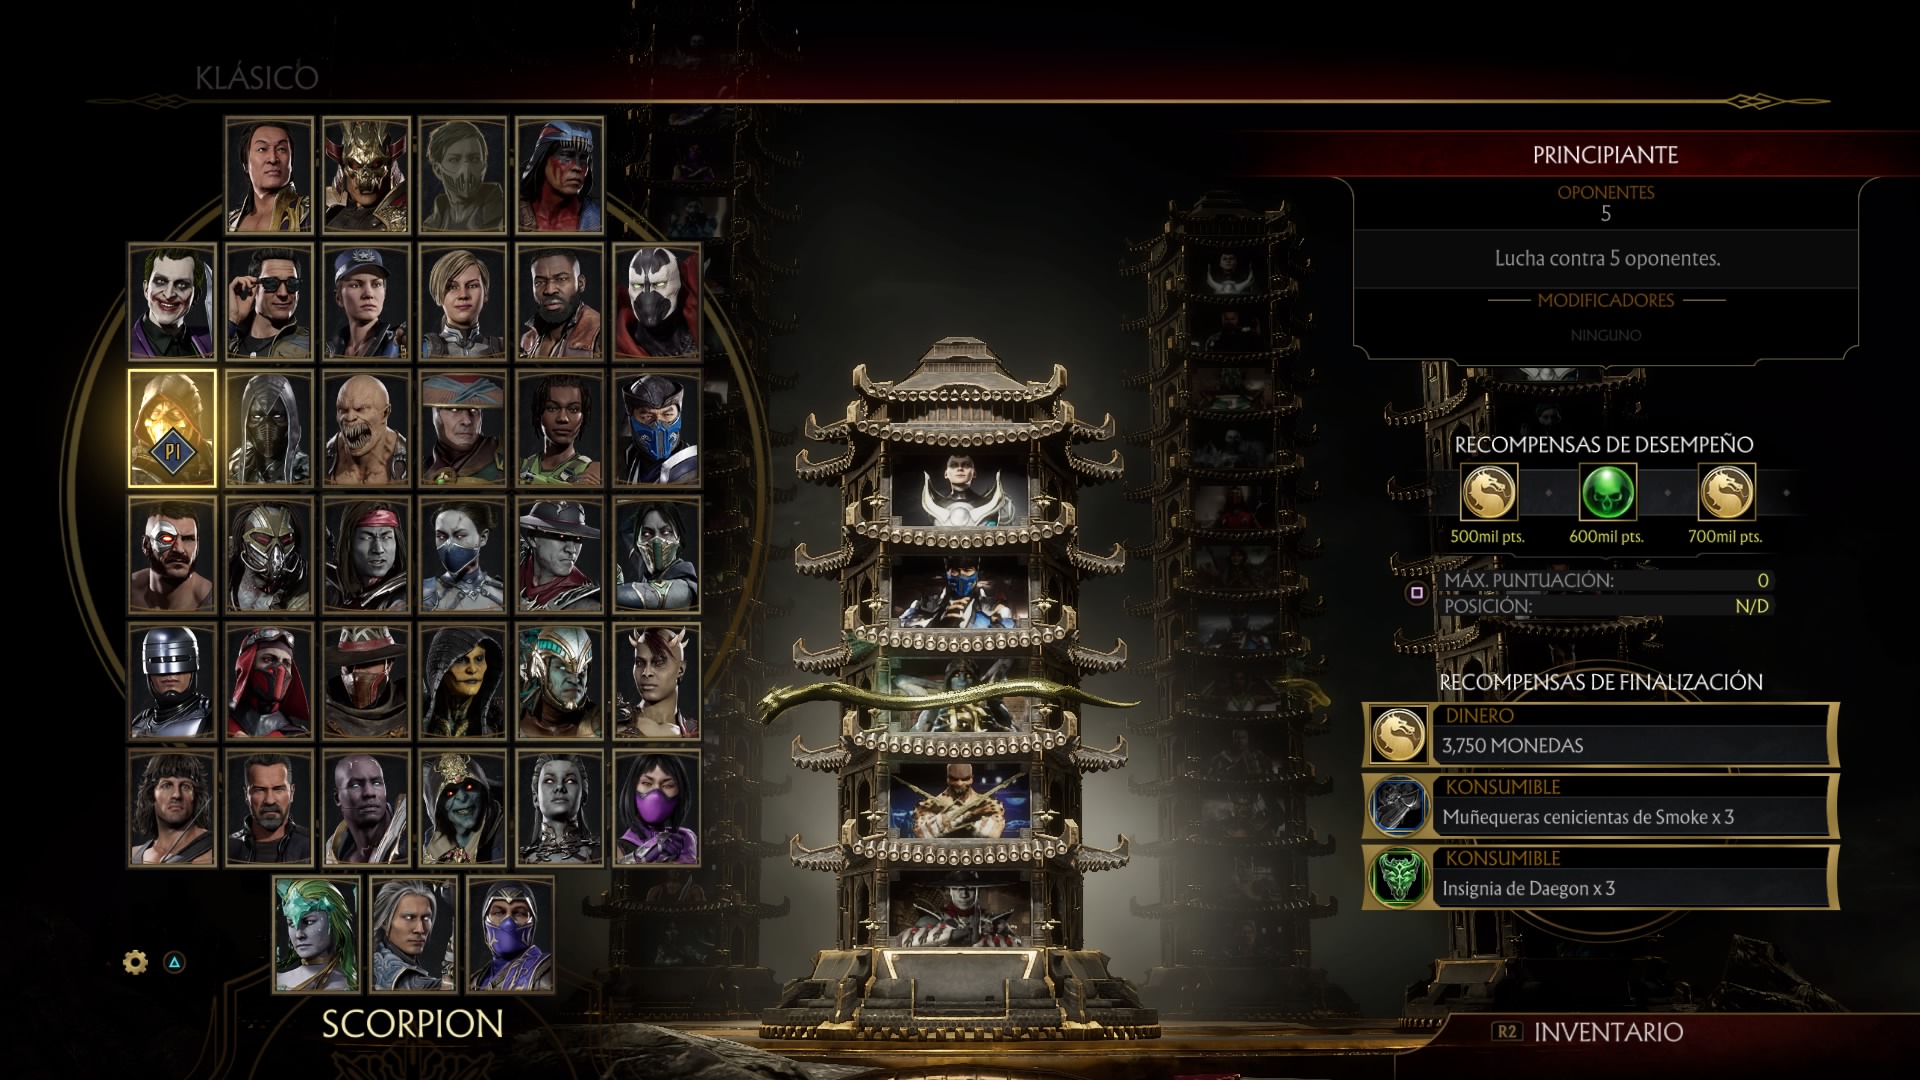 KLÁSICO
PI
SCORPION
PRINCIPIANTE
OPONENTES
5
Lucha contra 5 oponentes.
MODIFICADORES
NINGUNO
RECOMPENSAS DE DESEMPEÑO
500mil pts.
600mil pts.
700mil pts.
MÁX. PUNTUACIÓN: 0
POSICIÓN: N/D
RECOMPENSAS DE FINALIZACIÓN
DINERO
3,750 MONEDAS
KONSUMIBLE
Muñequeras cenicientas de Smoke x 3
KONSUMIBLE
Insignia de Daegon x 3
R2 INVENTARIO